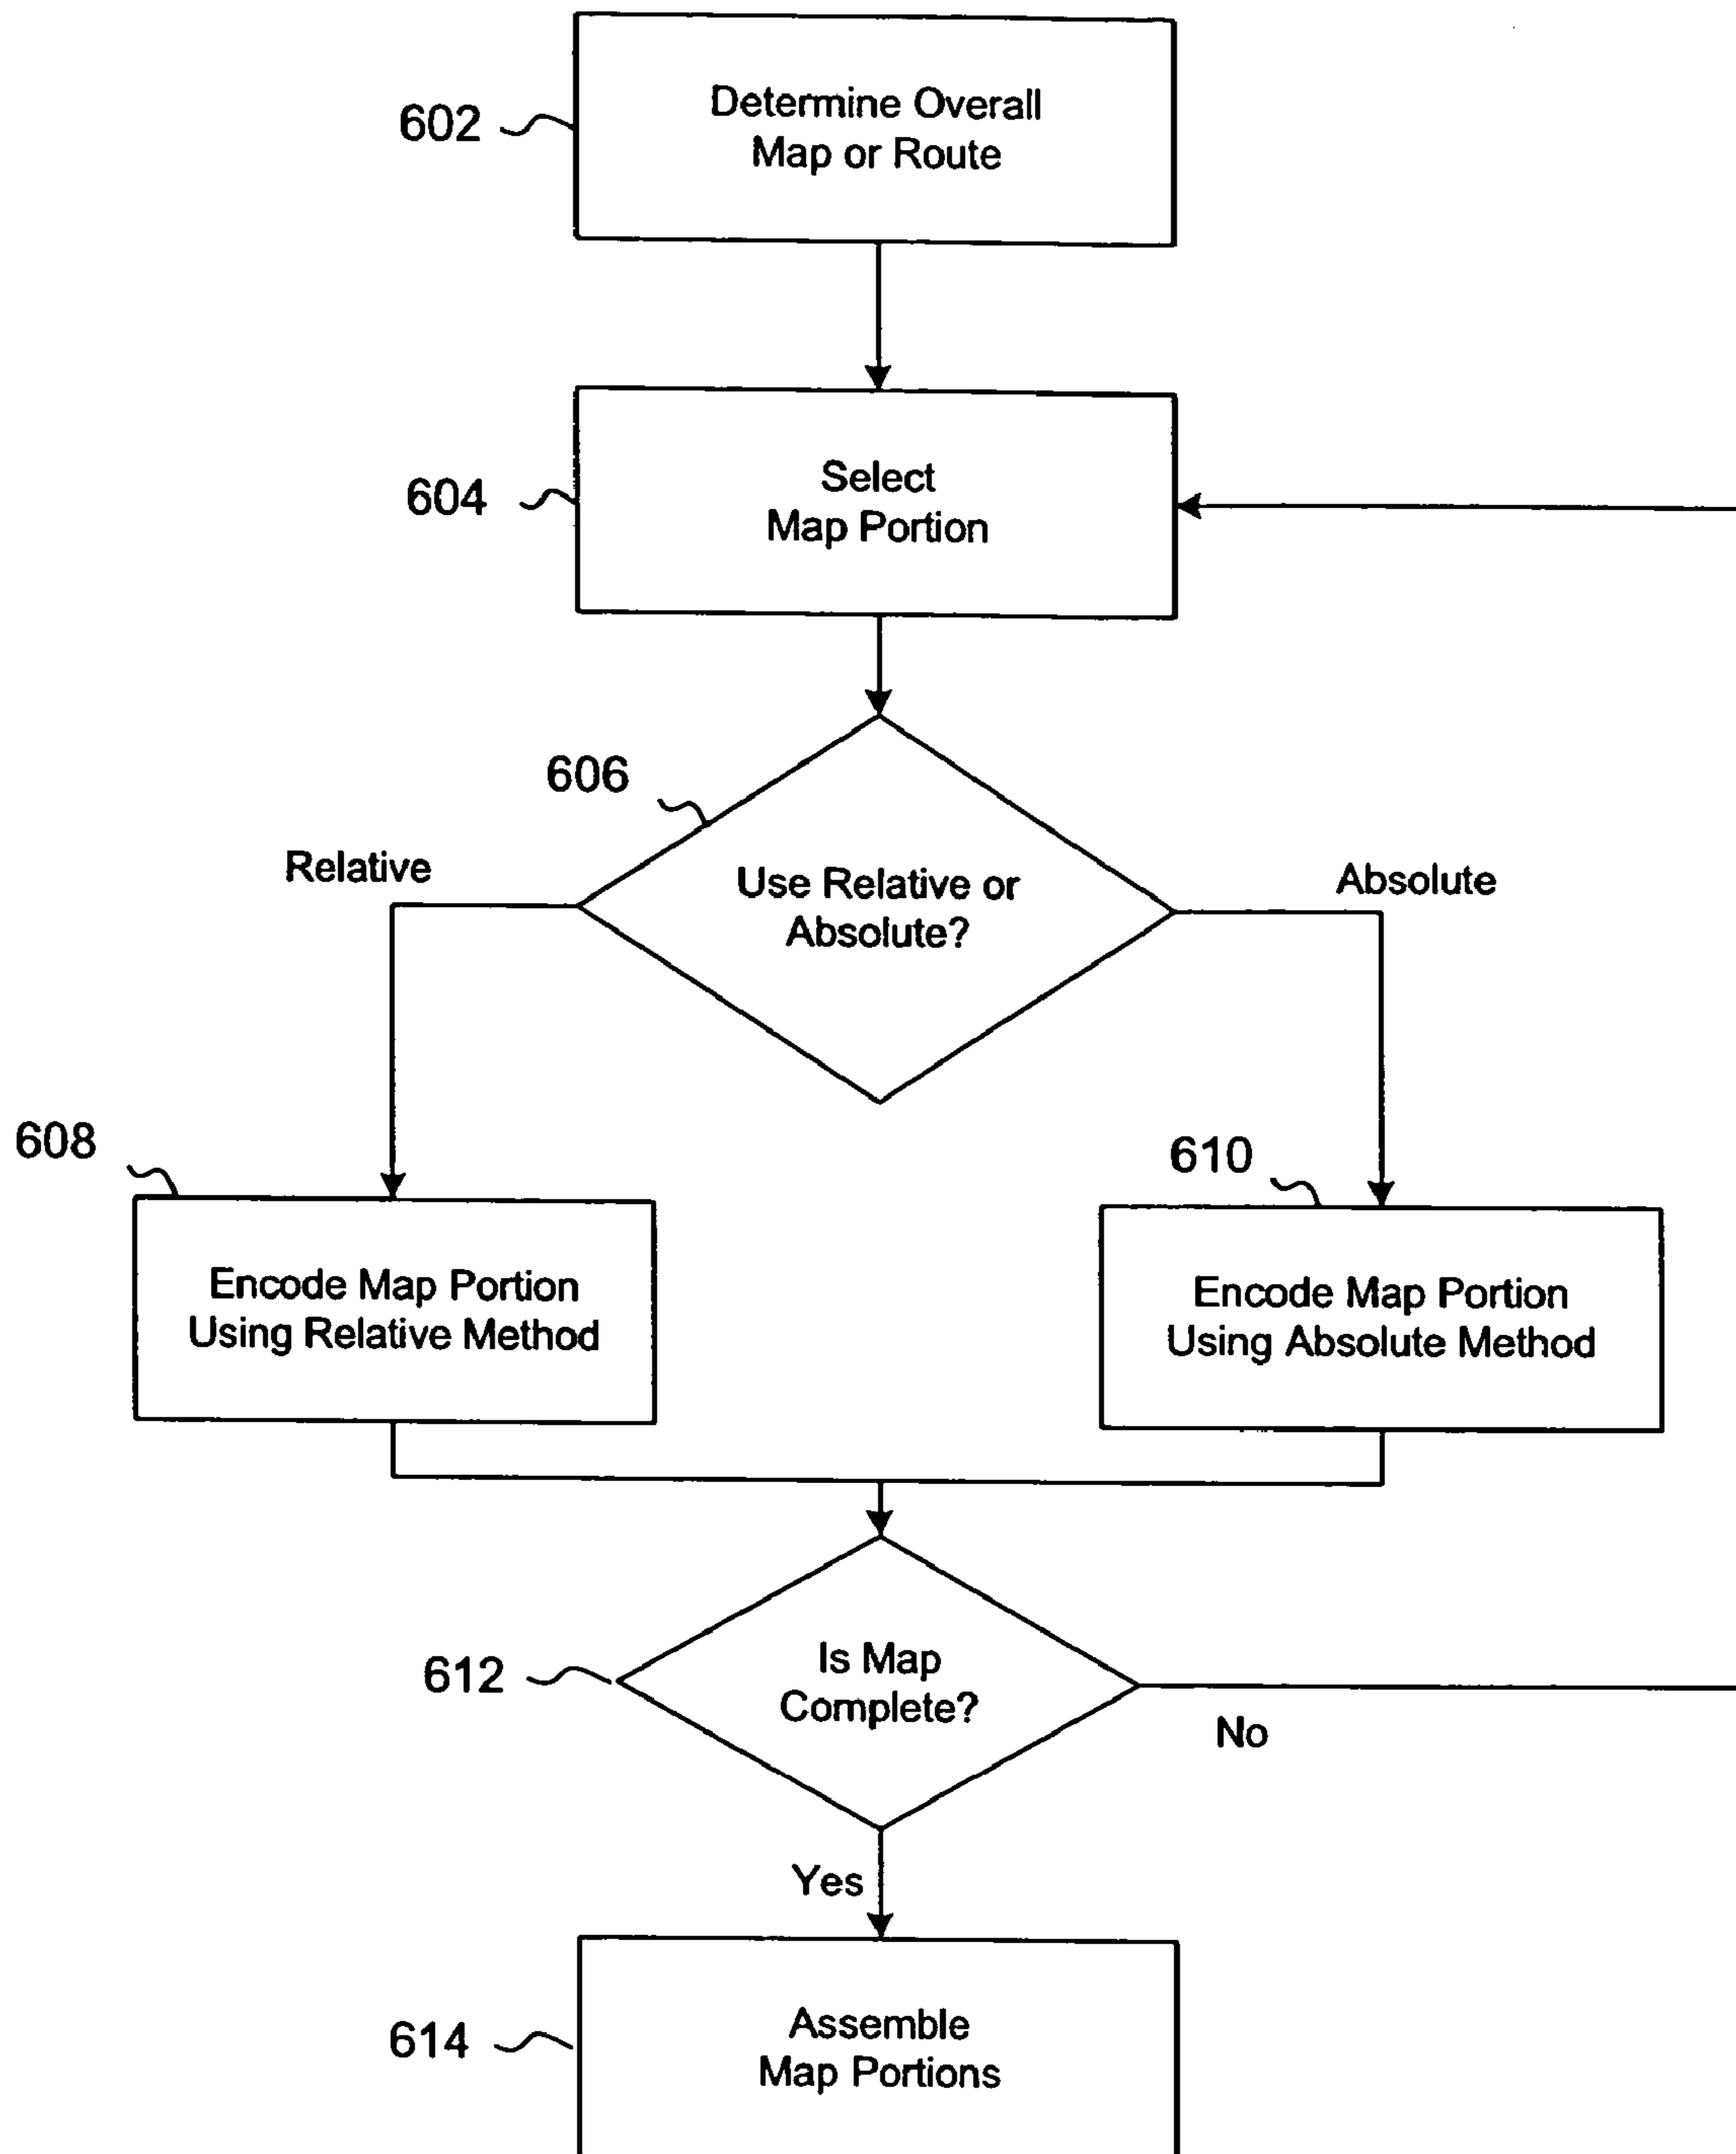 602
Determine Overall
Map or Route
604
Select
Map Portion
606
Use Relative or
Absolute?
Relative
Absolute
608
Encode Map Portion
Using Relative Method
610
Encode Map Portion
Using Absolute Method
612
Is Map
Complete?
No
Yes
614
Assemble
Map Portions